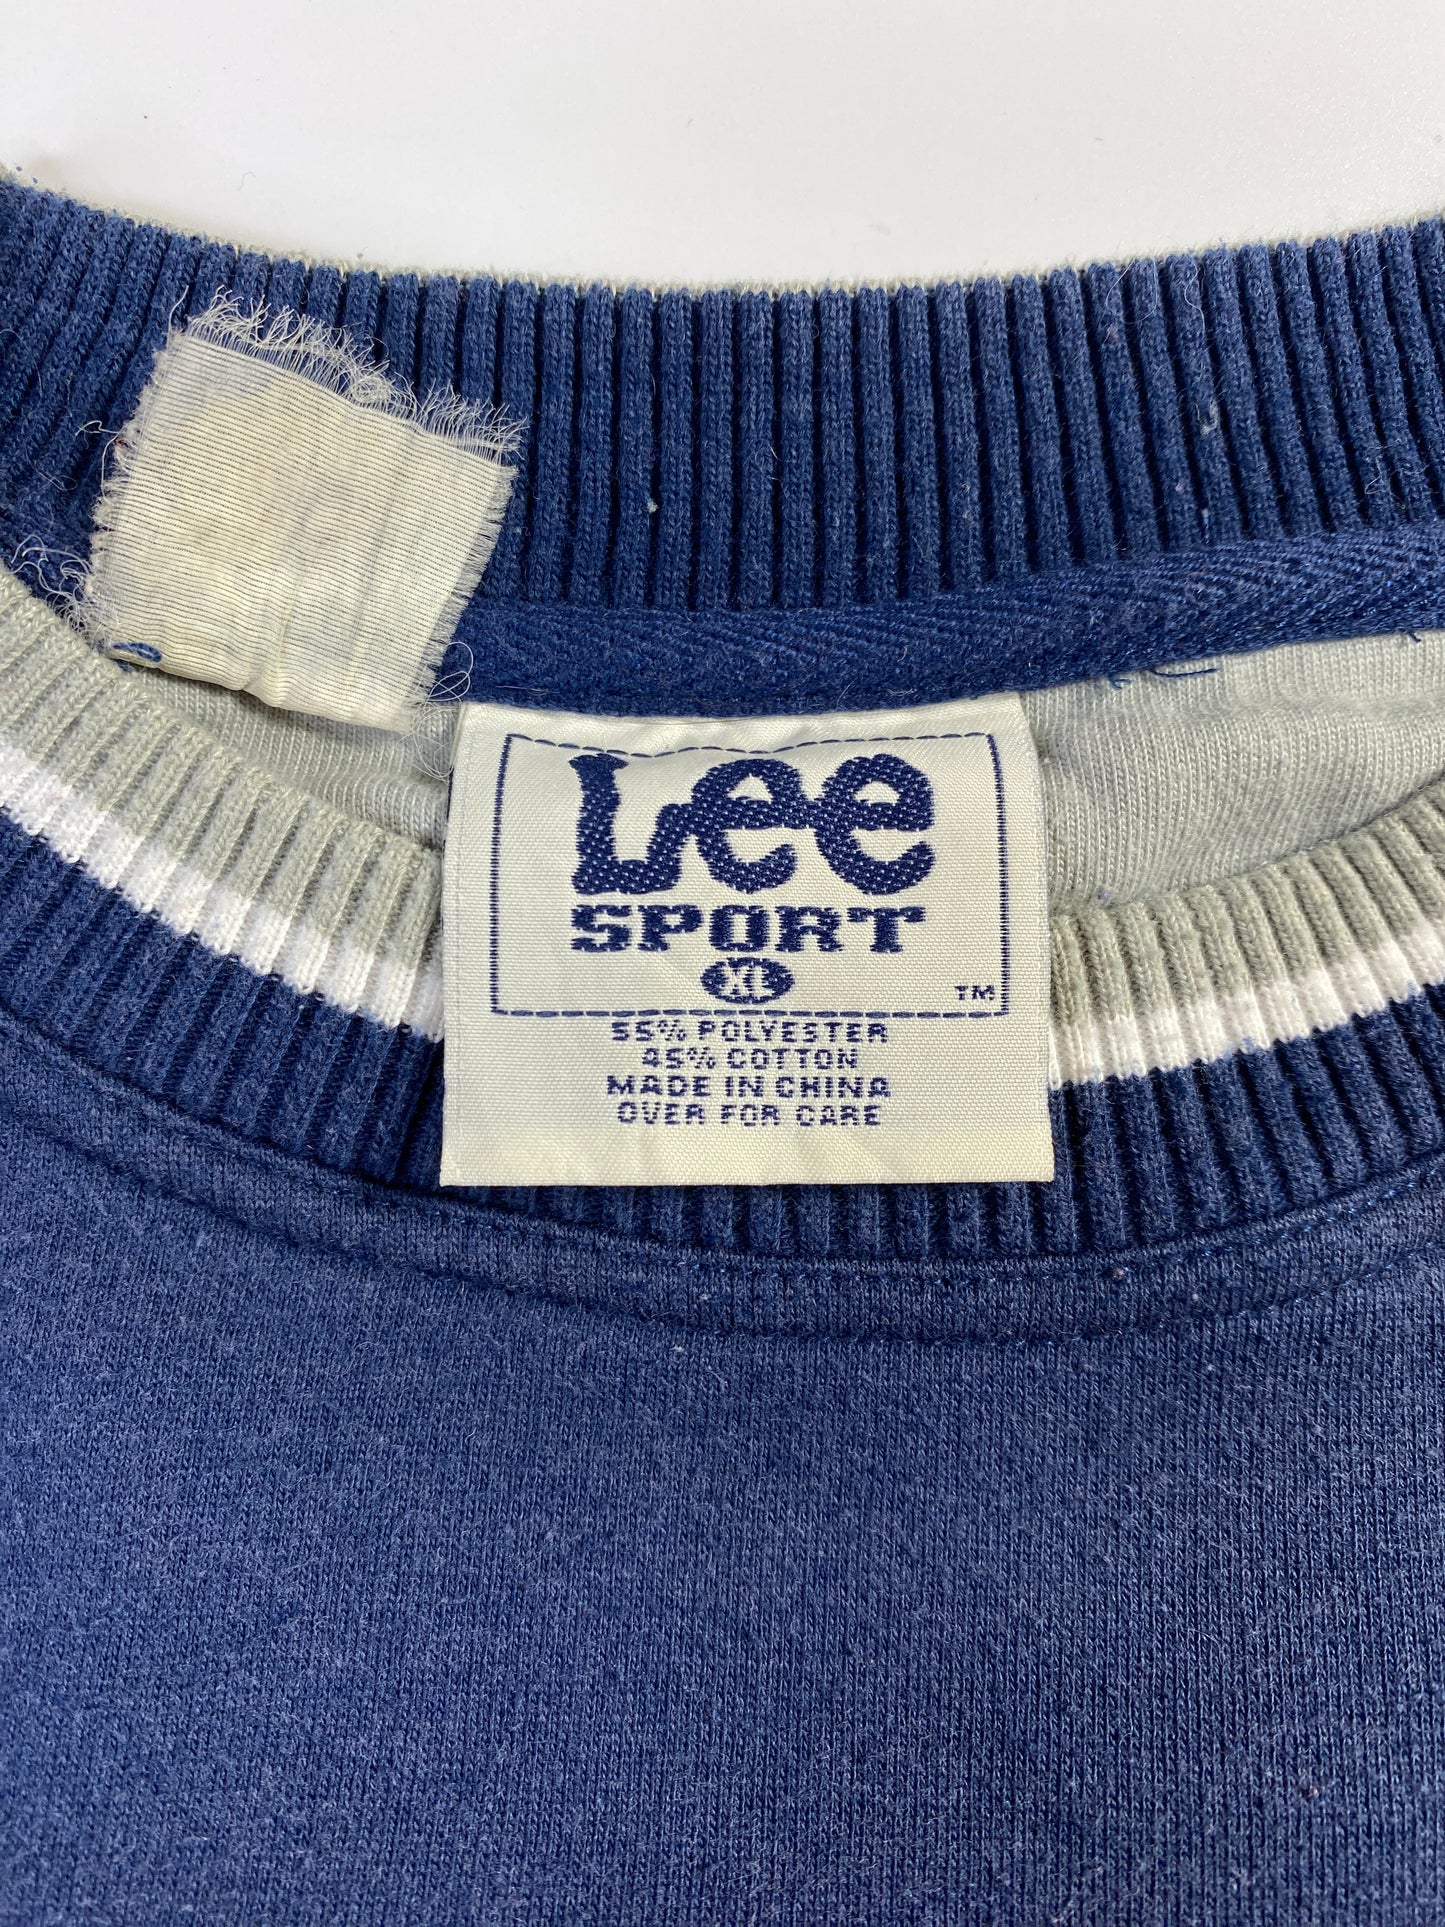 Lee
SPORT
XL
TM
55% POLYESTER
45% COTTON
MADE IN CHINA
OVER FOR CARE